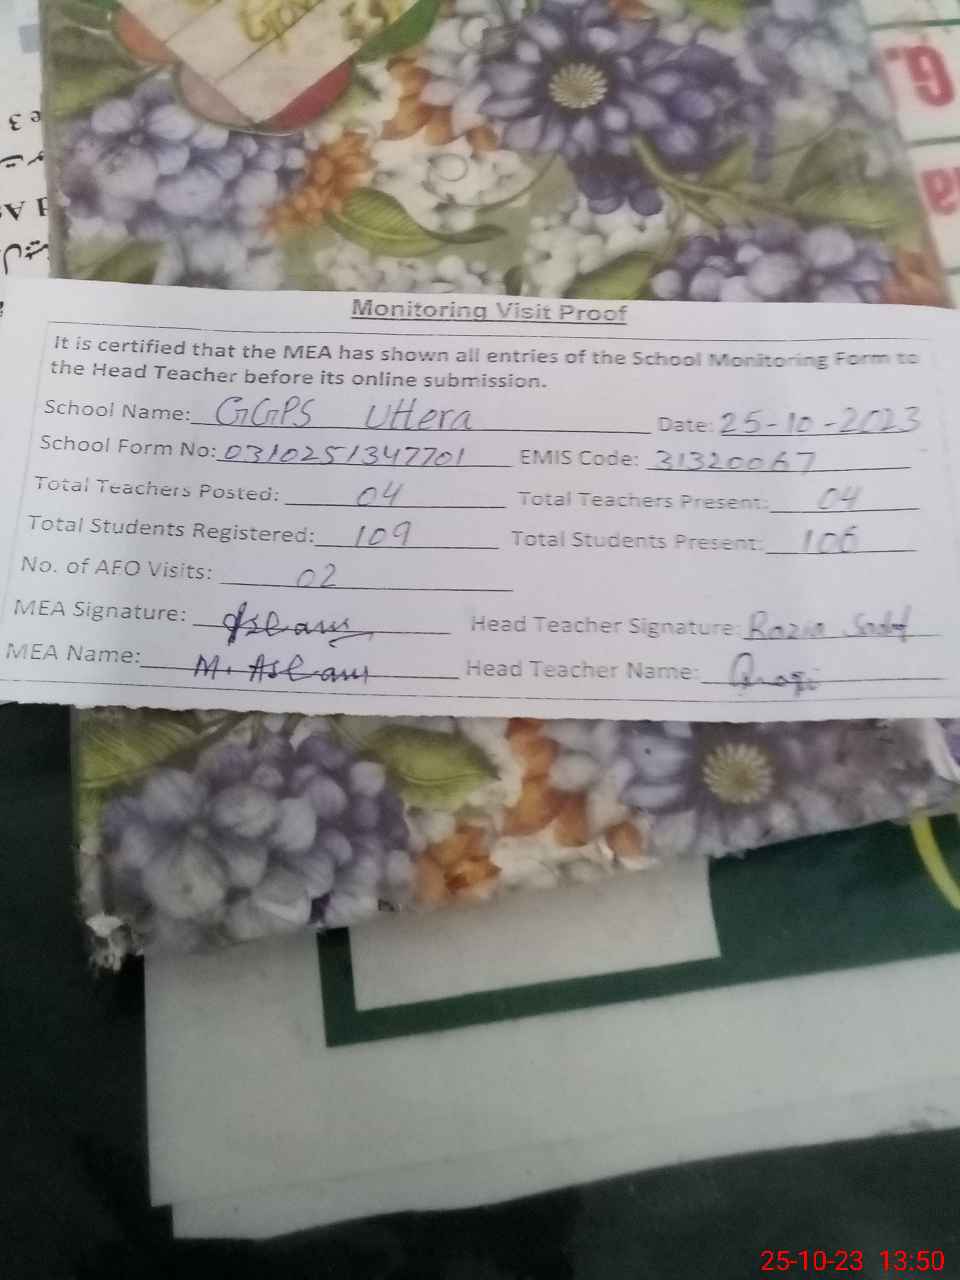 G.
Monitoring Visit Proof
It is certified that the MEA has shown all entries of the School Monitoring Form to
the Head Teacher before its online submission.
School Name: GGPS Uttera Date: 25-10-2023
School Form No: 0310251347701 EMIS Code: 31320067
Total Teachers Posted: 04 Total Teachers Present: 04
Total Students Registered: 109 Total Students Present: 106
No. of AFO Visits: 02
MEA Signature: Aslam Head Teacher Signature: Razia Sadaf
MEA Name: M. Aslam Head Teacher Name:
25-10-23 13:50